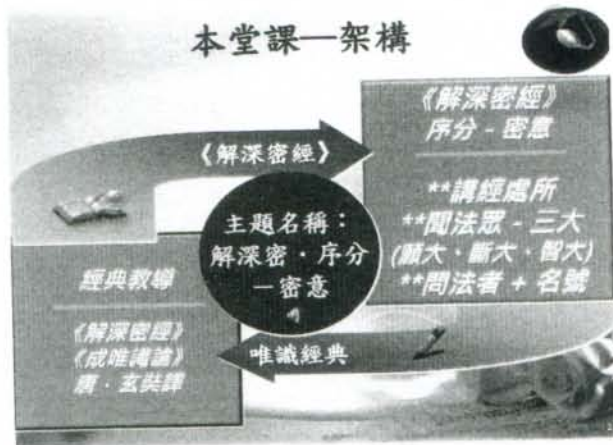 本堂課—架構
《解深密經》
序分 - 密意
**講經處所
**聞法眾 - 三大
(願大、斷大、智大)
**問法者 + 名號
《解深密經》
主題名稱：
解深密·序分
—密意
經典教導
《解深密經》
《成唯識論》
唐·玄奘譯
唯識經典